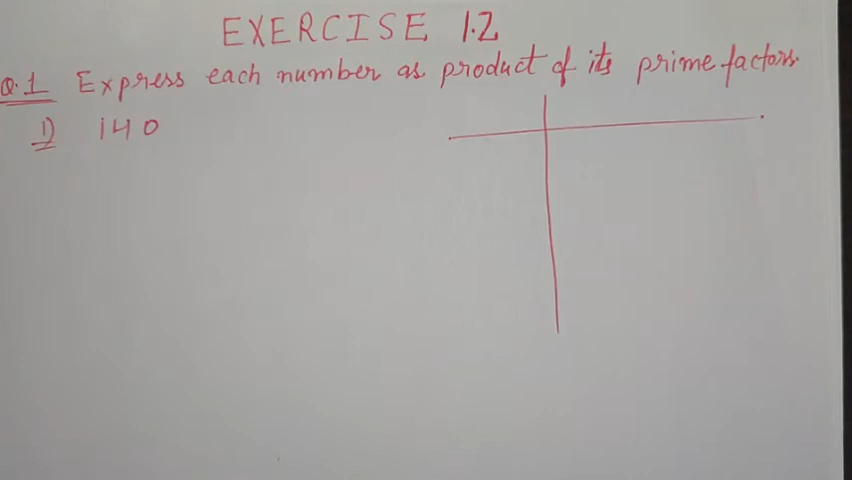 EXERCISE 1.2
Q.1 Express each number as product of its prime factors.
1) 140